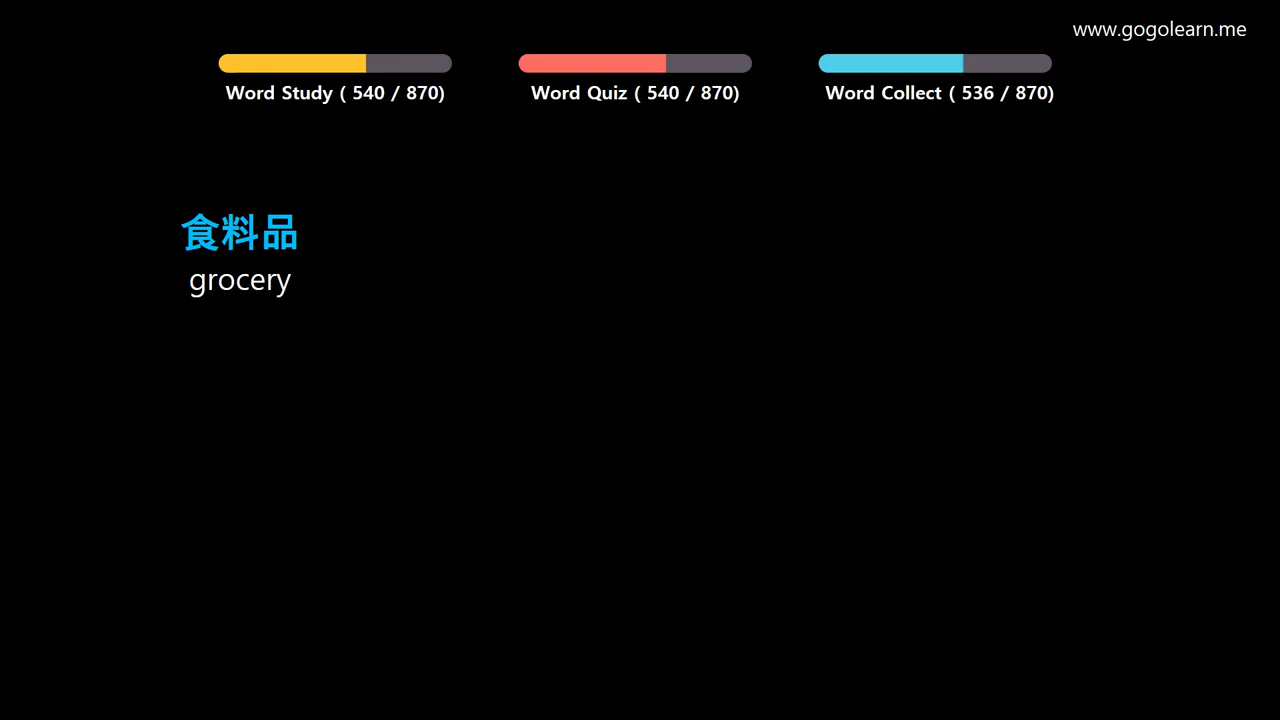 www.gogolearn.me
Word Study ( 540 / 870)
Word Quiz ( 540 / 870)
Word Collect ( 536 / 870)
食料品
grocery